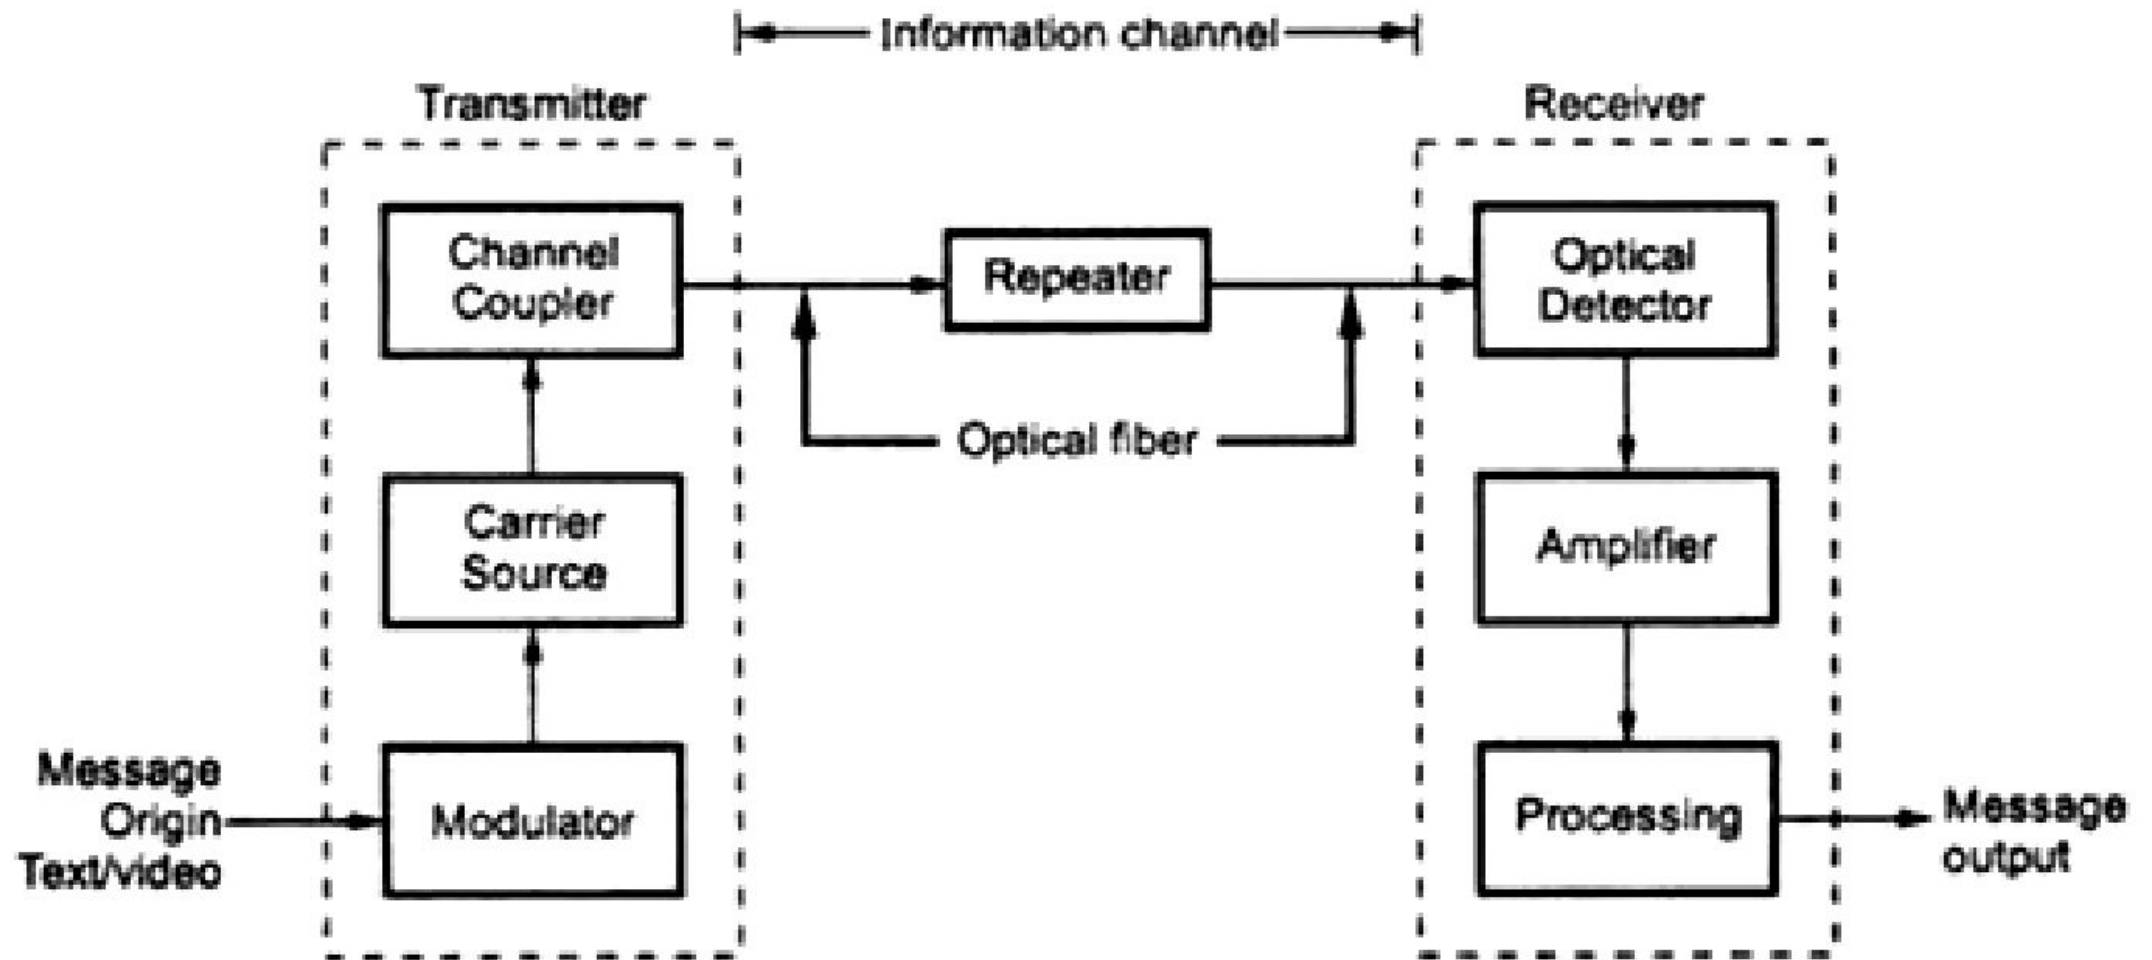 Information channel
Transmitter
Receiver
Channel
Coupler
Repeater
Optical
Detector
Optical fiber
Carrier
Source
Amplifier
Message
Origin
Text/video
Modulator
Processing
Message
output